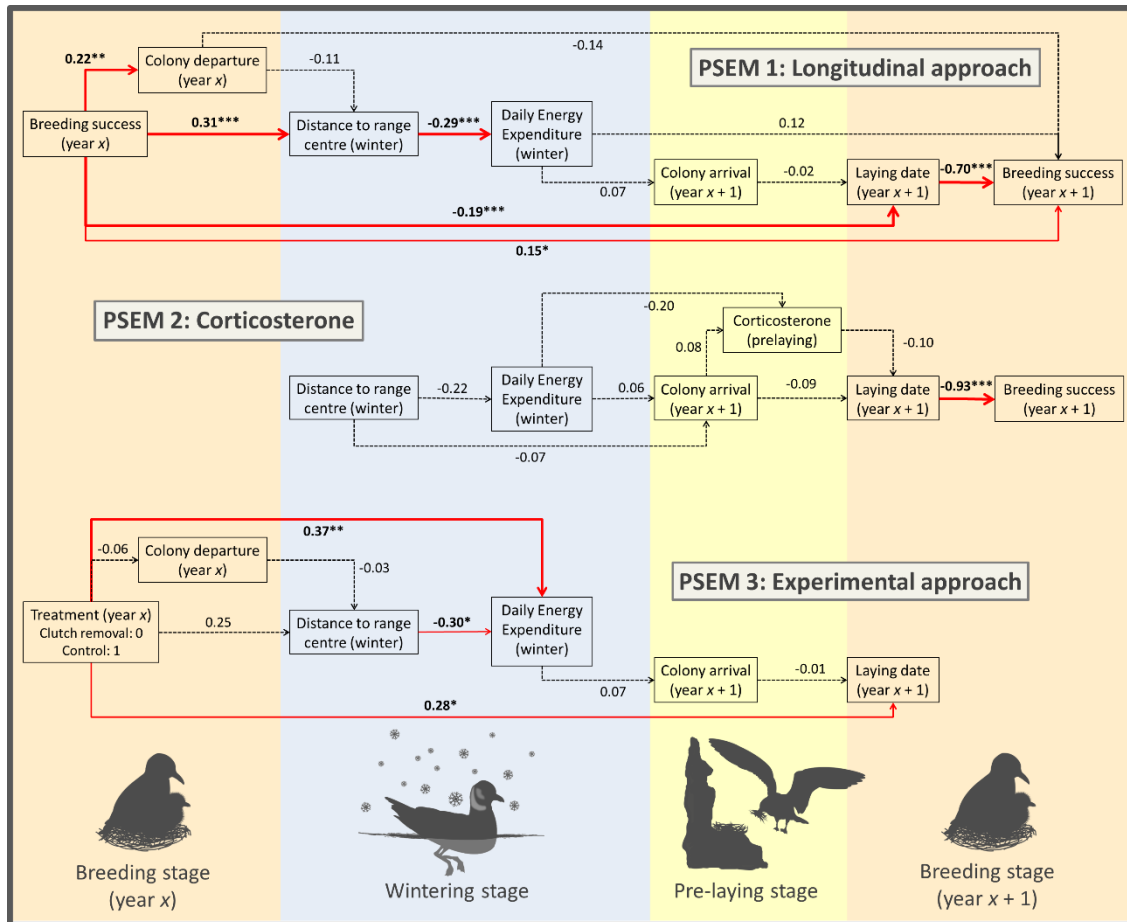 -0.14
0.22**
Colony departure
(year x)
-0.11
PSEM 1: Longitudinal approach
Breeding success
(year x)
0.31***
Distance to range
centre (winter)
-0.29***
Daily Energy
Expenditure
(winter)
0.12
0.07
Colony arrival
(year x + 1)
-0.02
Laying date
(year x + 1)
-0.70***
Breeding success
(year x + 1)
-0.19***
0.15*
PSEM 2: Corticosterone
-0.20
Corticosterone
(prelaying)
0.08
-0.10
Distance to range
centre (winter)
-0.22
Daily Energy
Expenditure
(winter)
0.06
Colony arrival
(year x + 1)
-0.09
Laying date
(year x + 1)
-0.93***
Breeding success
(year x + 1)
-0.07
0.37**
-0.06
Colony departure
(year x)
-0.03
PSEM 3: Experimental approach
Treatment (year x)
Clutch removal: 0
Control: 1
0.25
Distance to range
centre (winter)
-0.30*
Daily Energy
Expenditure
(winter)
0.07
Colony arrival
(year x + 1)
-0.01
Laying date
(year x + 1)
0.28*
Breeding stage
(year x)
Wintering stage
Pre-laying stage
Breeding stage
(year x + 1)